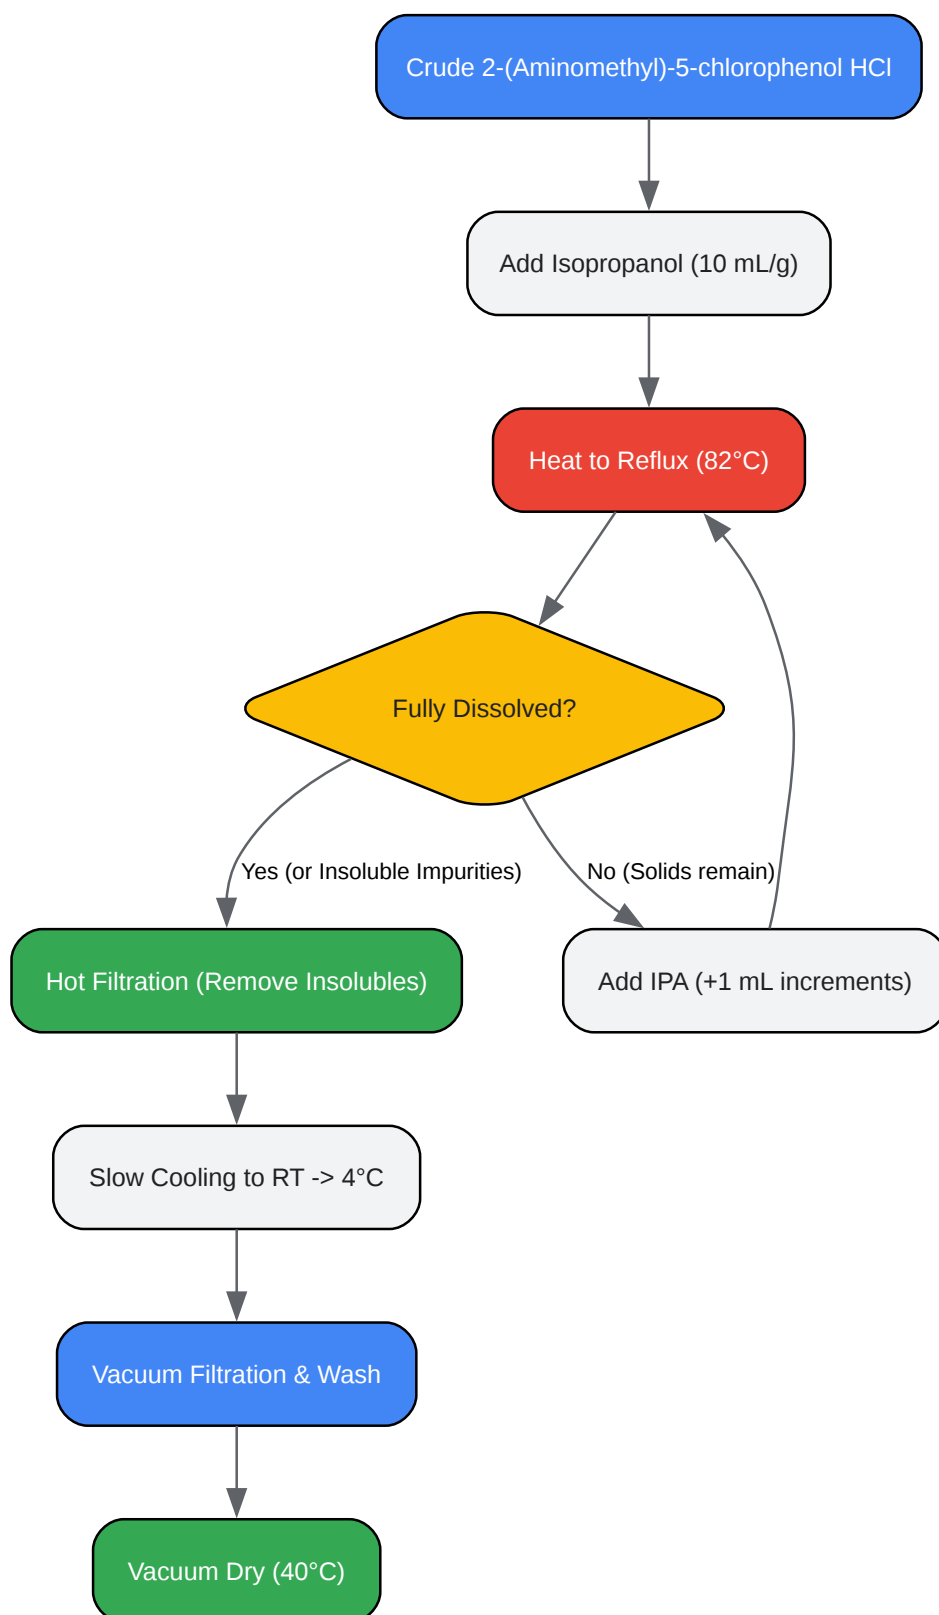 Crude 2-(Aminomethyl)-5-chlorophenol HCl
Add Isopropanol (10 mL/g)
Heat to Reflux (82°C)
Fully Dissolved?
Yes (or Insoluble Impurities)
No (Solids remain)
Hot Filtration (Remove Insolubles)
Add IPA (+1 mL increments)
Slow Cooling to RT -> 4°C
Vacuum Filtration & Wash
Vacuum Dry (40°C)